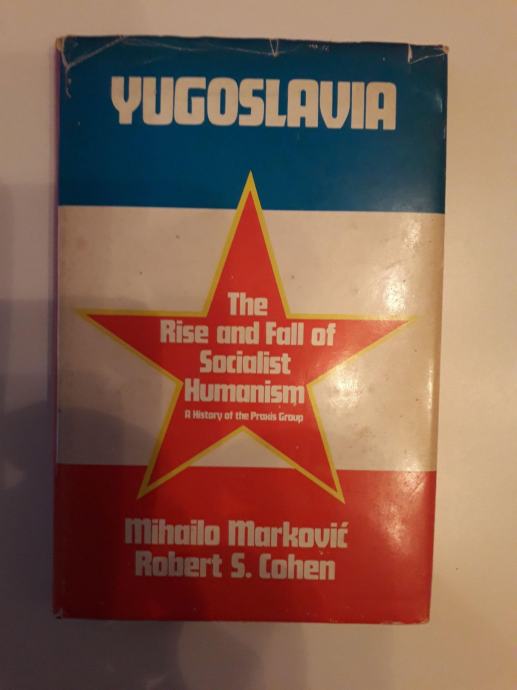 YUGOSLAVIA
The
Rise and Fall of
Socialist
Humanism
A History of the Praxis Group
Mihailo Marković
Robert S. Cohen